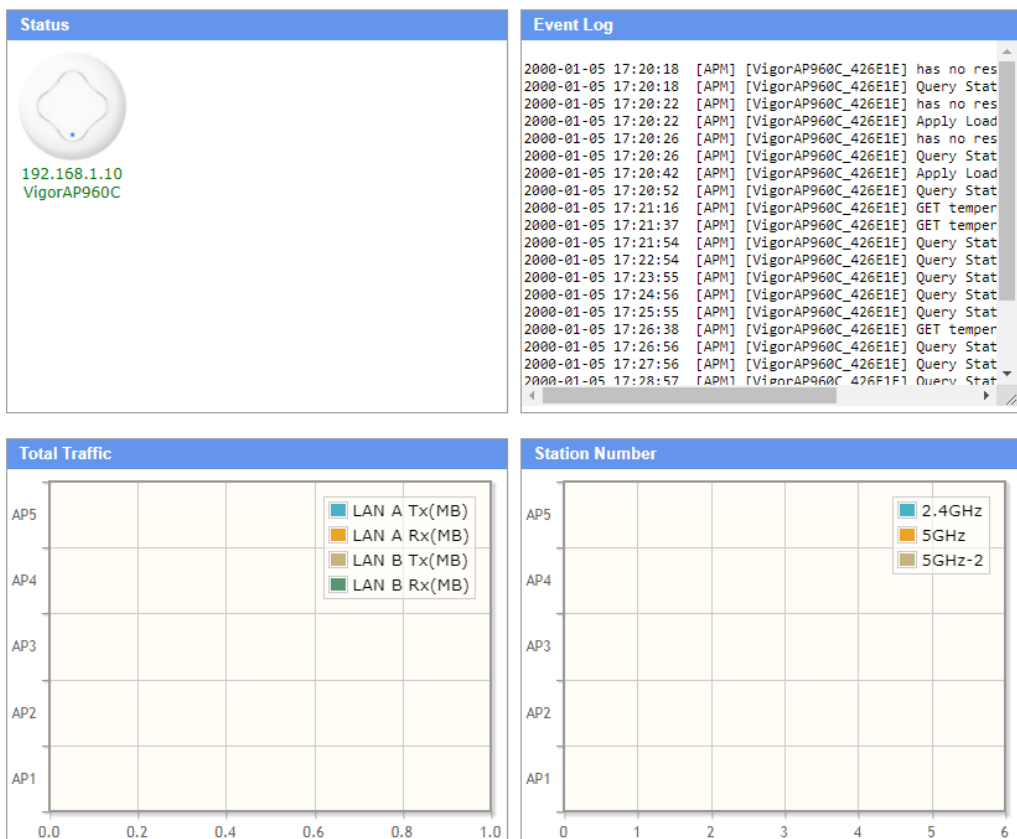 Status
192.168.1.10
VigorAP960C
Event Log
2000-01-05 17:20:18 [APM] [VigorAP960C_426E1E] has no res
2000-01-05 17:20:18 [APM] [VigorAP960C_426E1E] Query Stat
2000-01-05 17:20:22 [APM] [VigorAP960C_426E1E] has no res
2000-01-05 17:20:22 [APM] [VigorAP960C_426E1E] Apply Load
2000-01-05 17:20:26 [APM] [VigorAP960C_426E1E] has no res
2000-01-05 17:20:26 [APM] [VigorAP960C_426E1E] Query Stat
2000-01-05 17:20:42 [APM] [VigorAP960C_426E1E] Apply Load
2000-01-05 17:20:52 [APM] [VigorAP960C_426E1E] Query Stat
2000-01-05 17:21:16 [APM] [VigorAP960C_426E1E] GET temper
2000-01-05 17:21:37 [APM] [VigorAP960C_426E1E] GET temper
2000-01-05 17:21:54 [APM] [VigorAP960C_426E1E] Query Stat
2000-01-05 17:22:54 [APM] [VigorAP960C_426E1E] Query Stat
2000-01-05 17:23:55 [APM] [VigorAP960C_426E1E] Query Stat
2000-01-05 17:24:56 [APM] [VigorAP960C_426E1E] Query Stat
2000-01-05 17:25:55 [APM] [VigorAP960C_426E1E] Query Stat
2000-01-05 17:26:38 [APM] [VigorAP960C_426E1E] GET temper
2000-01-05 17:26:56 [APM] [VigorAP960C_426E1E] Query Stat
2000-01-05 17:27:56 [APM] [VigorAP960C_426E1E] Query Stat
2000-01-05 17:28:57 [APM] [VigorAP960C_426E1E] Query Stat
Total Traffic
AP5
AP4
AP3
AP2
AP1
LAN A Tx(MB)
LAN A Rx(MB)
LAN B Tx(MB)
LAN B Rx(MB)
0.0 0.2 0.4 0.6 0.8 1.0
Station Number
AP5
AP4
AP3
AP2
AP1
2.4GHz
5GHz
5GHz-2
0 1 2 3 4 5 6